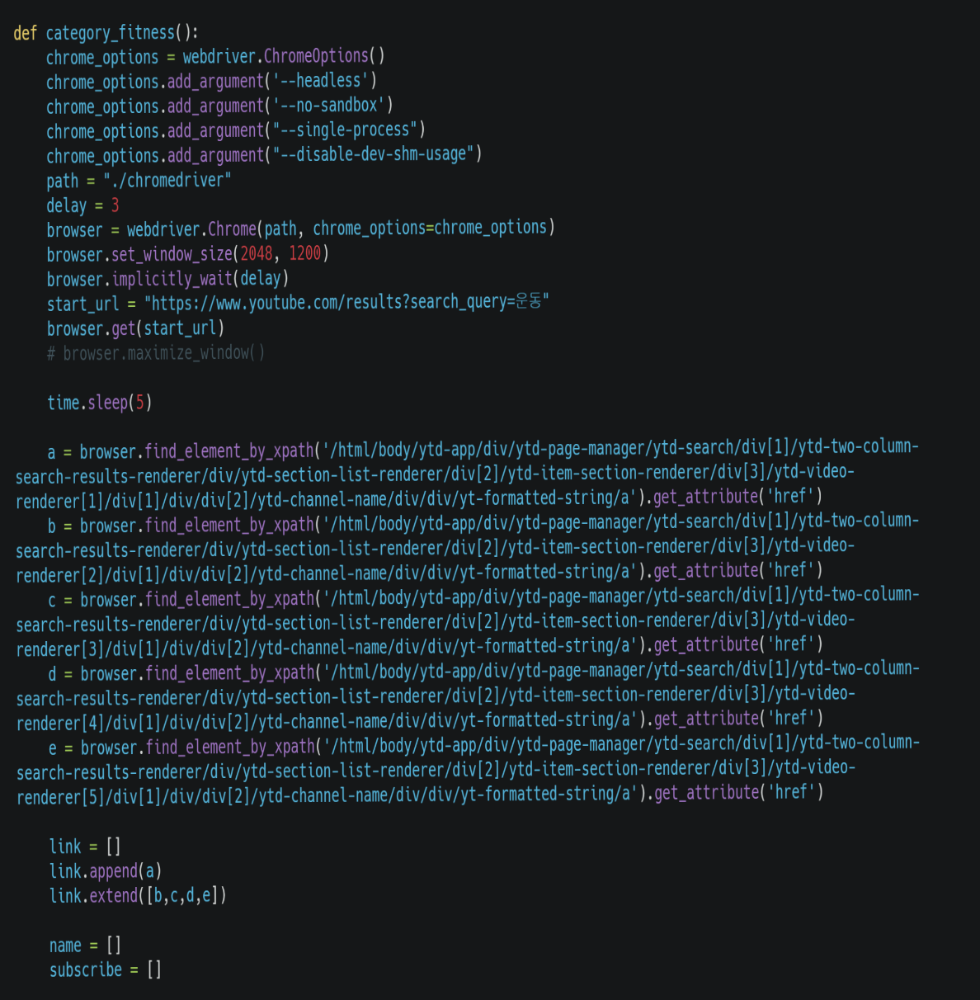 def category_fitness():
    chrome_options = webdriver.ChromeOptions()
    chrome_options.add_argument('--headless')
    chrome_options.add_argument('--no-sandbox')
    chrome_options.add_argument("--single-process")
    chrome_options.add_argument("--disable-dev-shm-usage")
    path = "./chromedriver"
    delay = 3
    browser = webdriver.Chrome(path, chrome_options=chrome_options)
    browser.set_window_size(2048, 1200)
    browser.implicitly_wait(delay)
    start_url = "https://www.youtube.com/results?search_query=운동"
    browser.get(start_url)
    # browser.maximize_window()
    time.sleep(5)
    a = browser.find_element_by_xpath('/html/body/ytd-app/div/ytd-page-manager/ytd-search/div[1]/ytd-two-column-
search-results-renderer/div/ytd-section-list-renderer/div[2]/ytd-item-section-renderer/div[3]/ytd-video-
renderer[1]/div[1]/div/div[2]/ytd-channel-name/div/div/yt-formatted-string/a').get_attribute('href')
    b = browser.find_element_by_xpath('/html/body/ytd-app/div/ytd-page-manager/ytd-search/div[1]/ytd-two-column-
search-results-renderer/div/ytd-section-list-renderer/div[2]/ytd-item-section-renderer/div[3]/ytd-video-
renderer[2]/div[1]/div/div[2]/ytd-channel-name/div/div/yt-formatted-string/a').get_attribute('href')
    c = browser.find_element_by_xpath('/html/body/ytd-app/div/ytd-page-manager/ytd-search/div[1]/ytd-two-column-
search-results-renderer/div/ytd-section-list-renderer/div[2]/ytd-item-section-renderer/div[3]/ytd-video-
renderer[3]/div[1]/div/div[2]/ytd-channel-name/div/div/yt-formatted-string/a').get_attribute('href')
    d = browser.find_element_by_xpath('/html/body/ytd-app/div/ytd-page-manager/ytd-search/div[1]/ytd-two-column-
search-results-renderer/div/ytd-section-list-renderer/div[2]/ytd-item-section-renderer/div[3]/ytd-video-
renderer[4]/div[1]/div/div[2]/ytd-channel-name/div/div/yt-formatted-string/a').get_attribute('href')
    e = browser.find_element_by_xpath('/html/body/ytd-app/div/ytd-page-manager/ytd-search/div[1]/ytd-two-column-
search-results-renderer/div/ytd-section-list-renderer/div[2]/ytd-item-section-renderer/div[3]/ytd-video-
renderer[5]/div[1]/div/div[2]/ytd-channel-name/div/div/yt-formatted-string/a').get_attribute('href')
    link = []
    link.append(a)
    link.extend([b,c,d,e])
    name = []
    subscribe = []